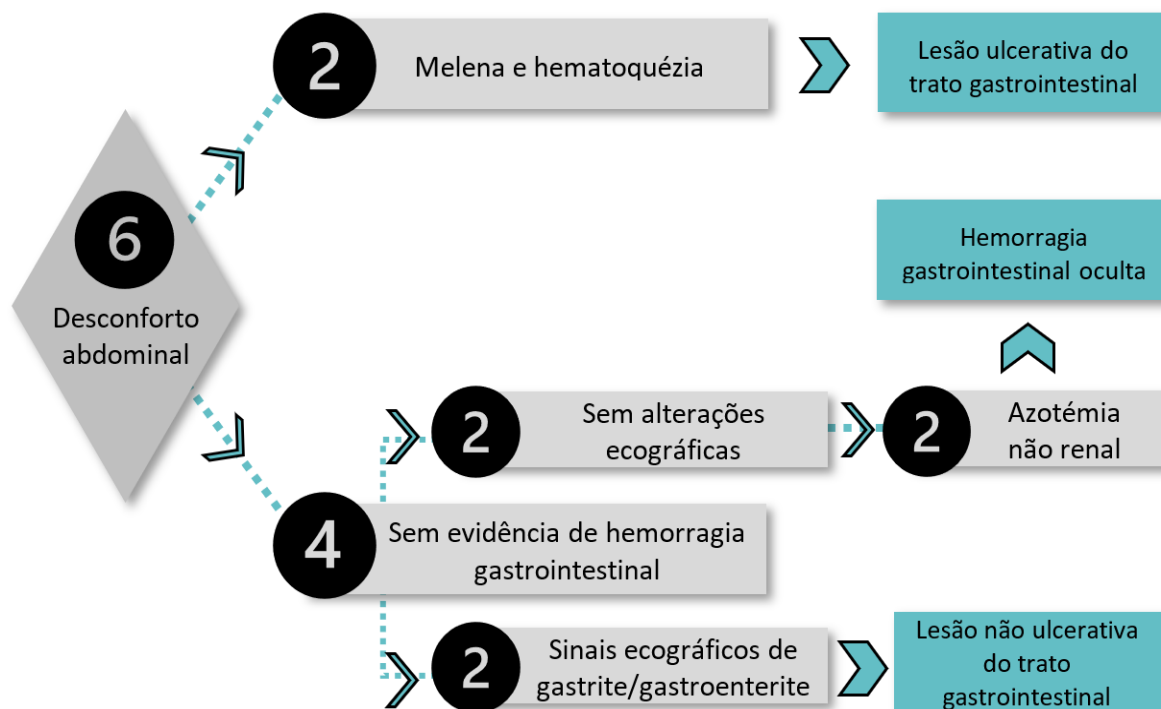 2
Melena e hematoquézia
Lesão ulcerativa do
trato gastrointestinal
6
Desconforto
abdominal
Hemorragia
gastrointestinal oculta
2
Sem alterações
ecográficas
2
Azotémia
não renal
4
Sem evidência de hemorragia
gastrointestinal
2
Sinais ecográficos de
gastrite/gastroenterite
Lesão não ulcerativa
do trato
gastrointestinal